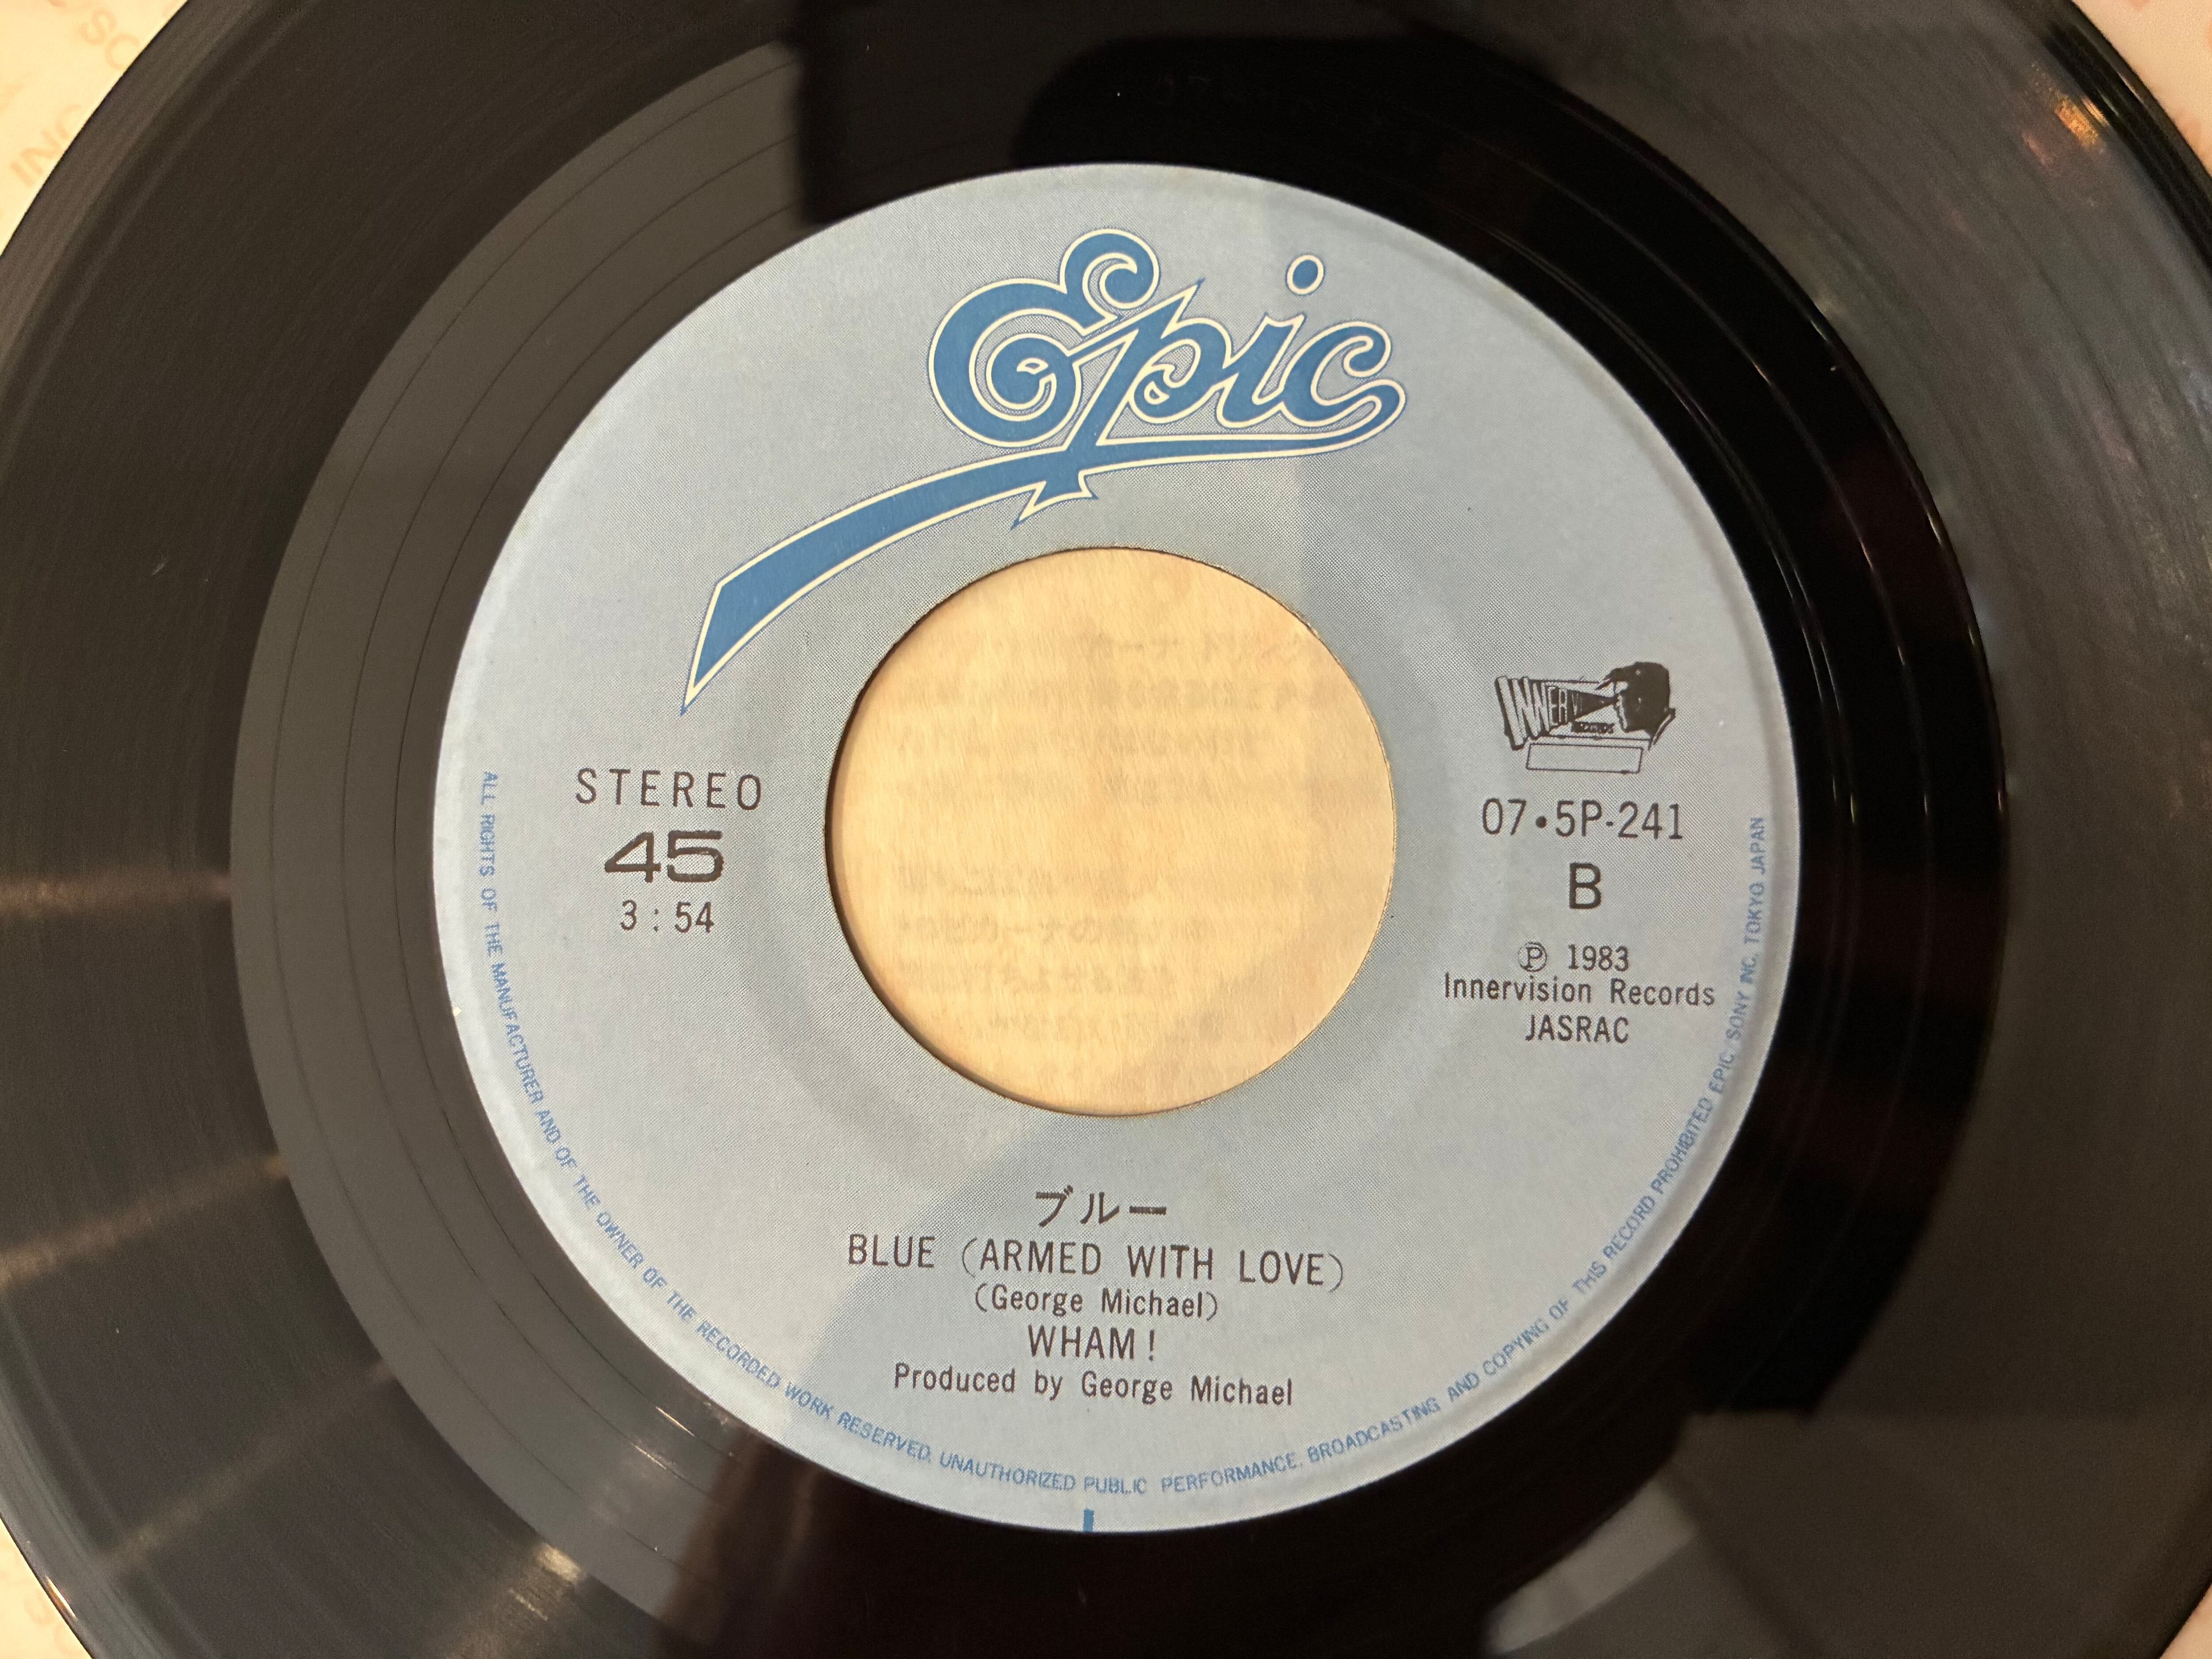 Epic
INNERVISION
RECORDS
STEREO
45
3:54
07•5P-241
B
Ⓟ 1983
Innervision Records
JASRAC
ブルー
BLUE (ARMED WITH LOVE)
(George Michael)
WHAM!
Produced by George Michael
ALL RIGHTS OF THE MANUFACTURER AND OF THE OWNER OF THE RECORDED WORK RESERVED. UNAUTHORIZED PUBLIC PERFORMANCE. BROADCASTING AND COPYING OF THIS RECORD PROHIBITED EPIC SONY INC. TOKYO JAPAN